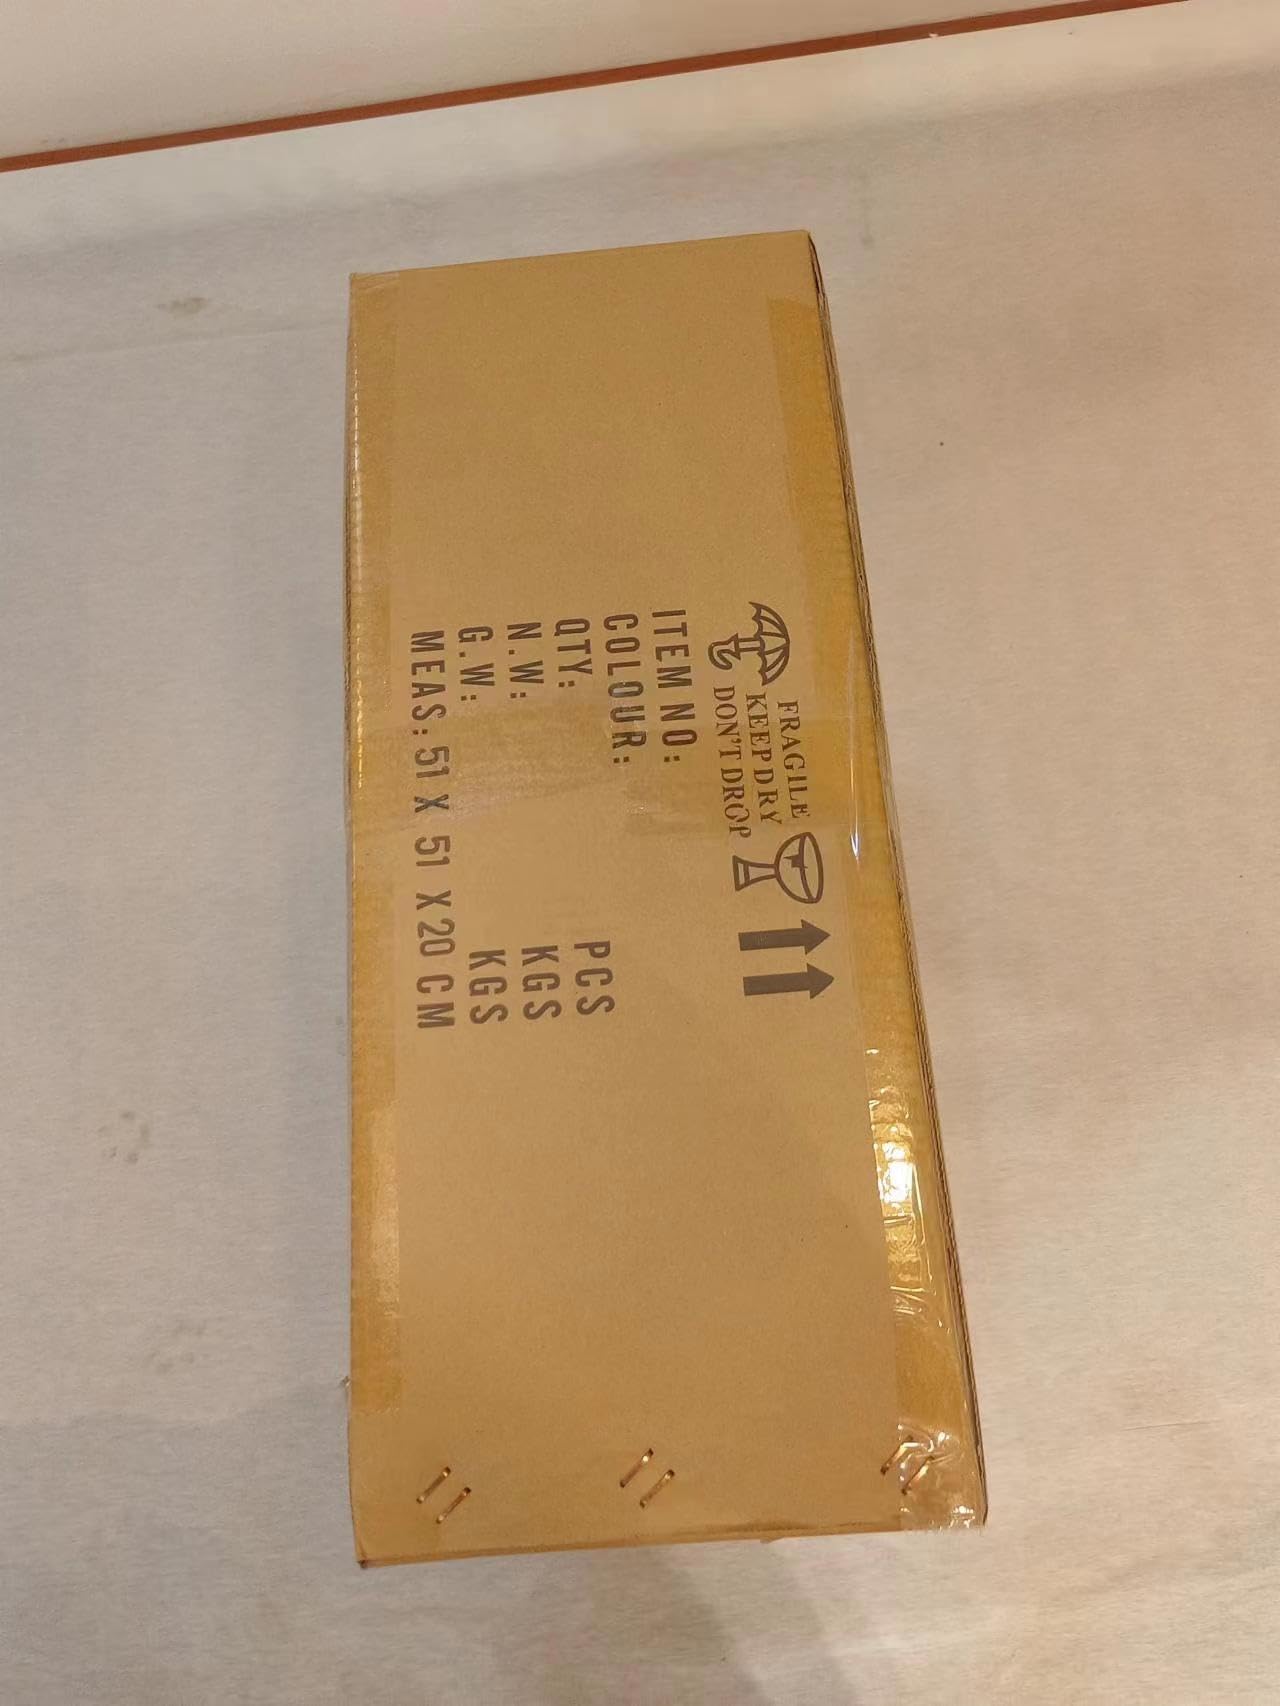 FRAGILE
KEEP DRY
DON'T DROP
ITEM NO:
COLOUR:
QTY: PCS
N.W: KGS
G.W: KGS
MEAS: 51 X 51 X 20 CM